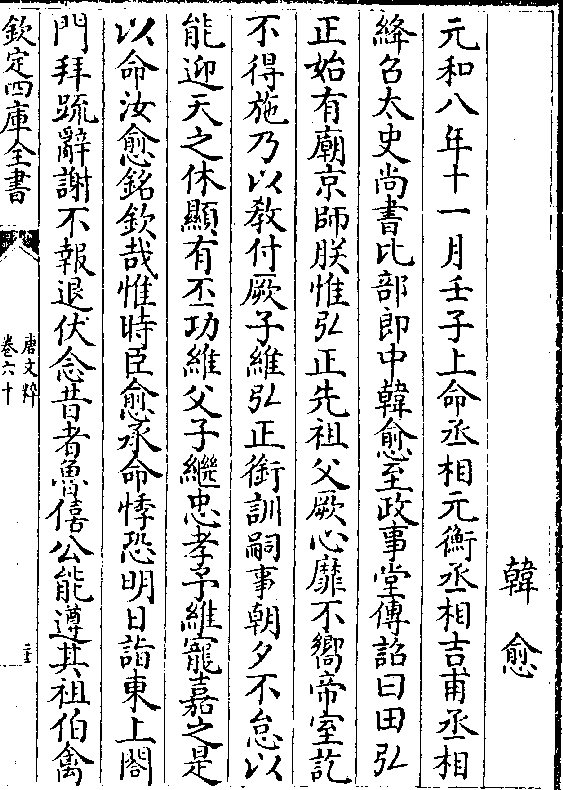 韓愈
元和八年十一月壬子上命丞相元衡丞相吉甫丞相
絳召太史尚書比部郎中韓愈至政事堂傳詔曰田弘
正始有廟京師朕惟弘正先祖父厥心靡不嚮帝室訖
不得施乃以教付厥子維弘正銜訓嗣事朝夕不怠以
能迎天之休顯有丕功維父子繼忠孝予維寵嘉之是
以命汝愈銘欽哉惟時臣愈承命悸恐明日詣東上閤
門拜䟽辭謝不報退伏念昔者魯僖公能遵其祖伯禽
欽定四庫全書
唐文粹
卷六十